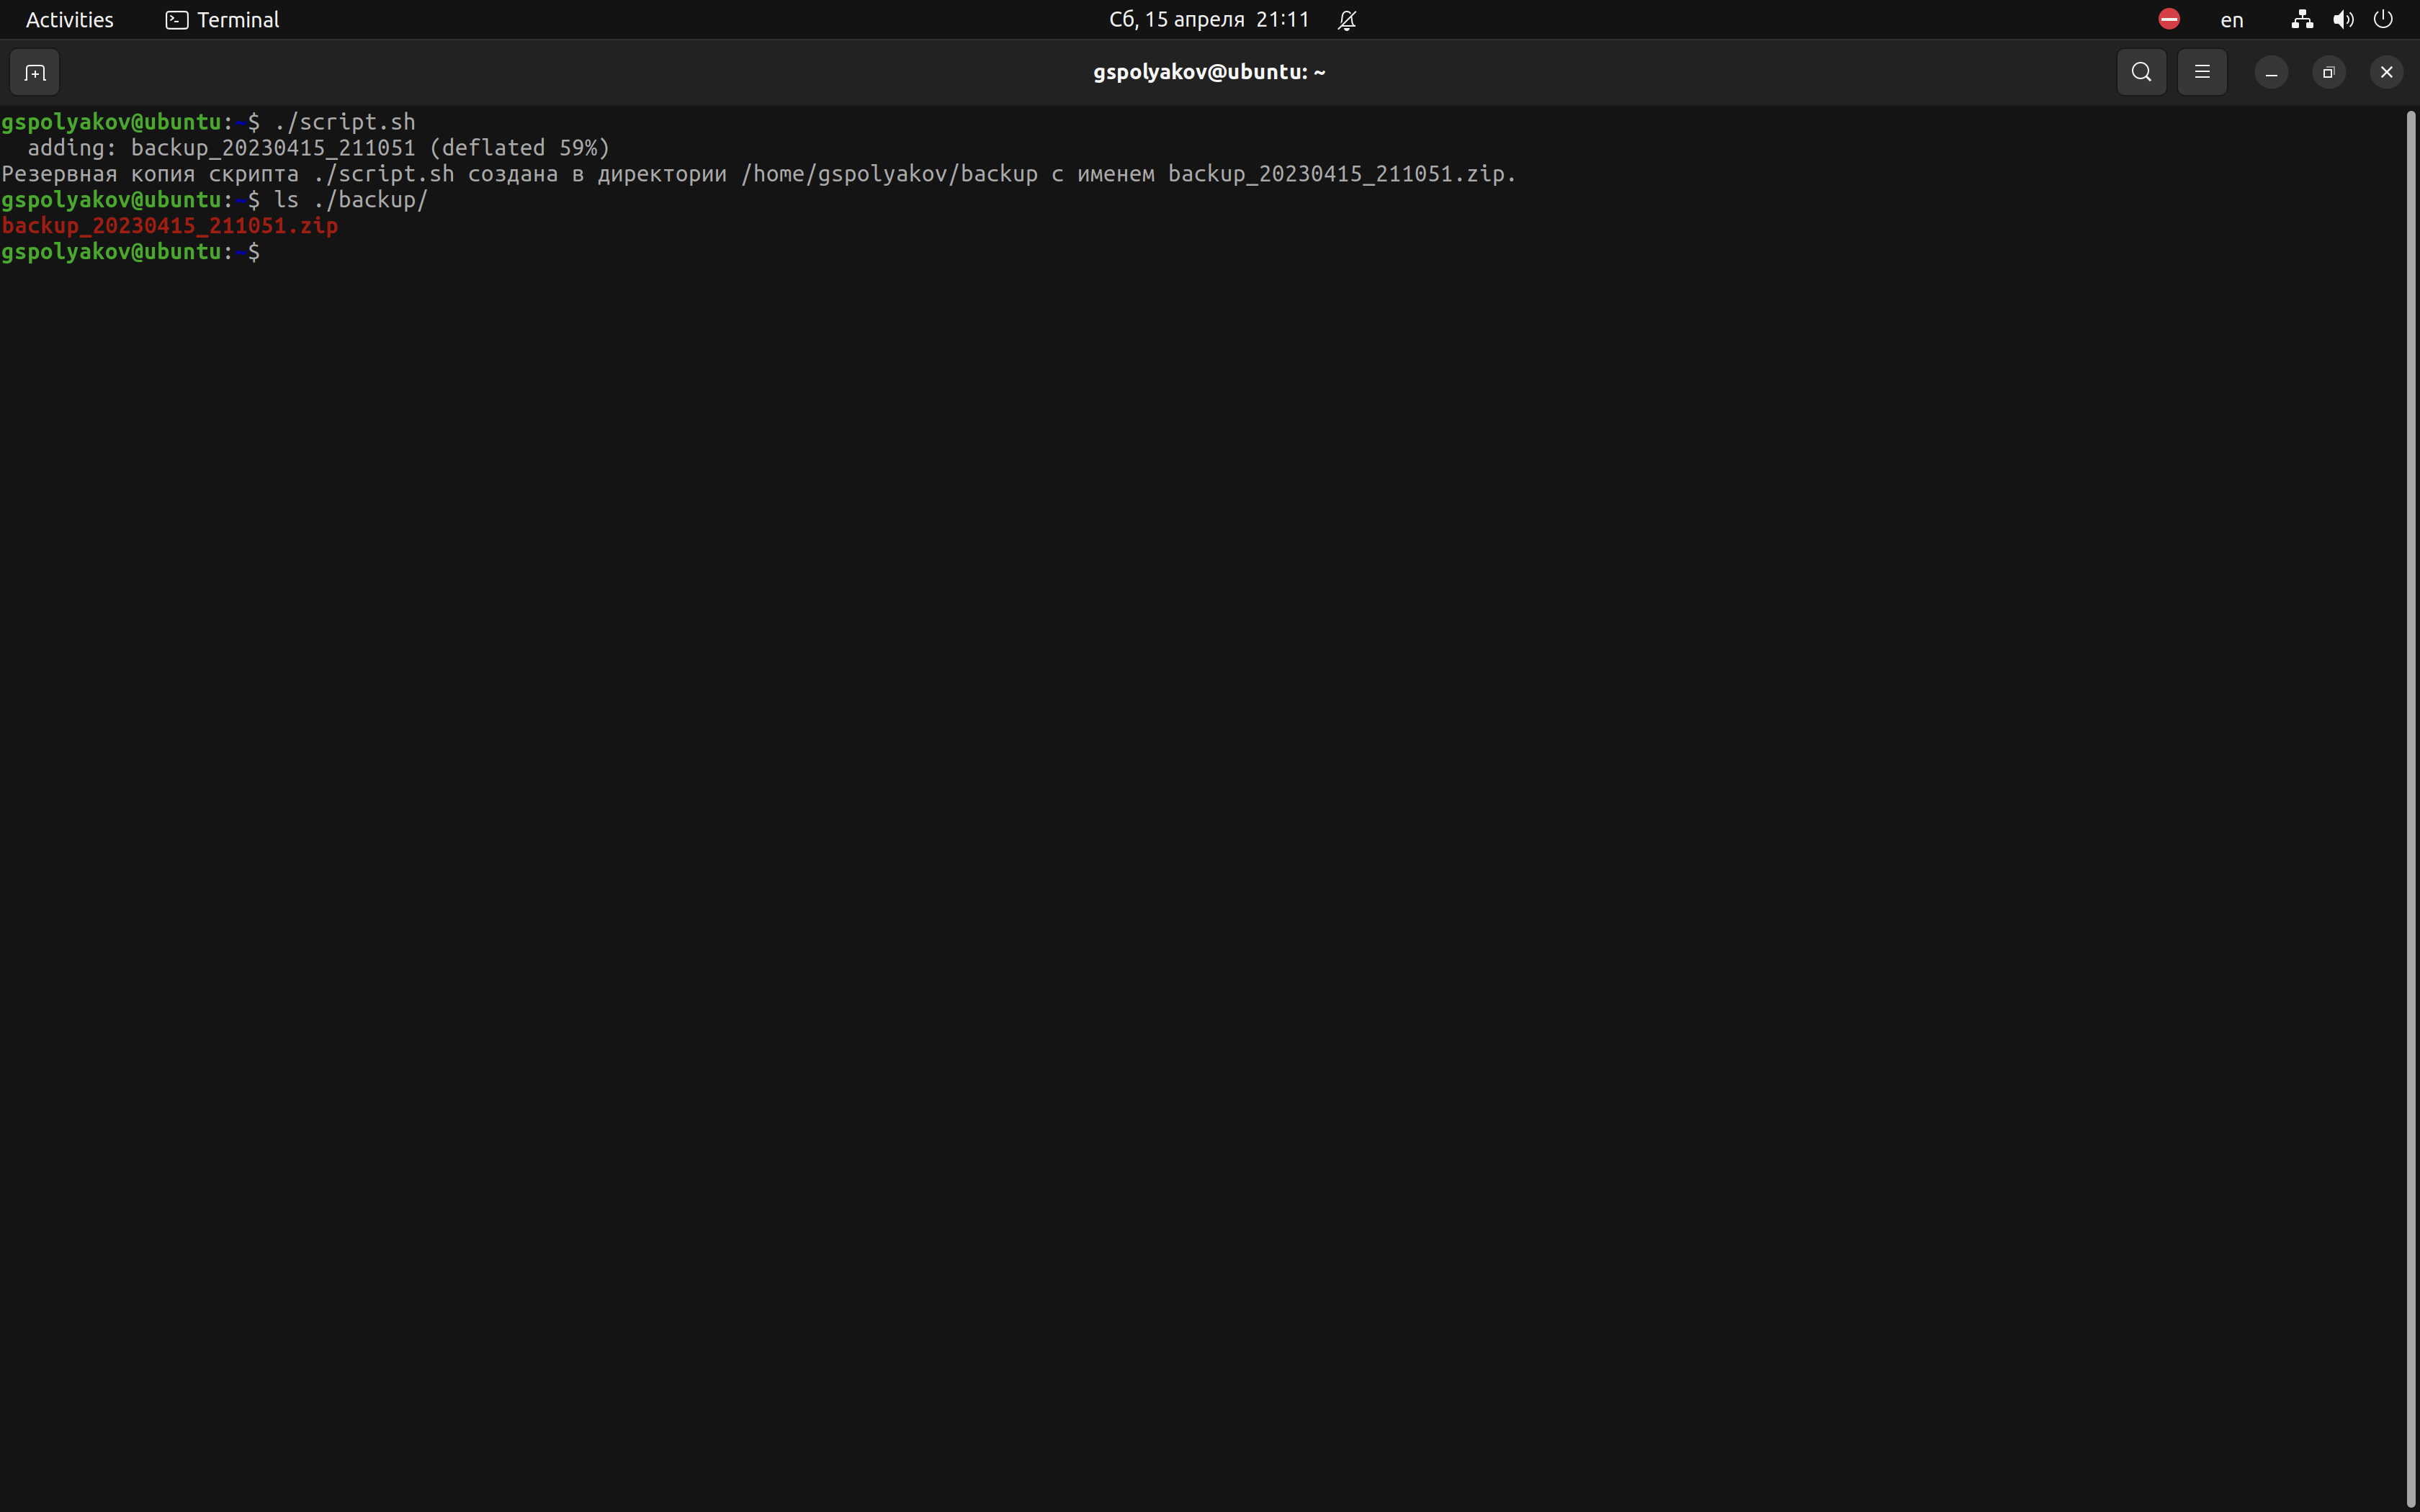 Activities Terminal Сб, 15 апреля 21:11 en
gspolyakov@ubuntu: ~
gspolyakov@ubuntu:~$ ./script.sh
  adding: backup_20230415_211051 (deflated 59%)
Резервная копия скрипта ./script.sh создана в директории /home/gspolyakov/backup с именем backup_20230415_211051.zip.
gspolyakov@ubuntu:~$ ls ./backup/
backup_20230415_211051.zip
gspolyakov@ubuntu:~$